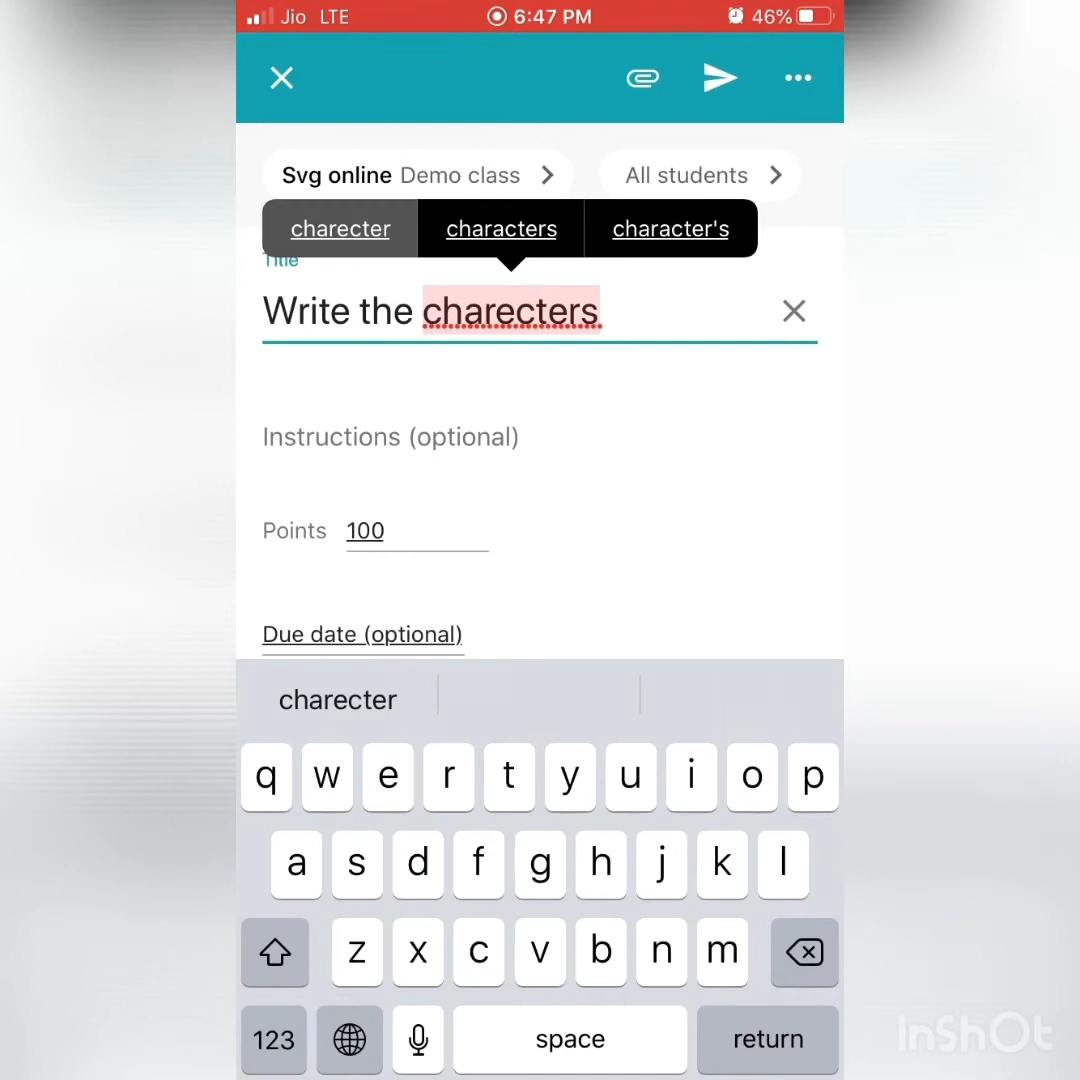 Jio LTE 6:47 PM 46%
Svg online Demo class All students
charecter characters character's
Title
Write the charecters
Instructions (optional)
Points 100
Due date (optional)
charecter
q w e r t y u i o p
a s d f g h j k l
z x c v b n m
123 space return
InShOt